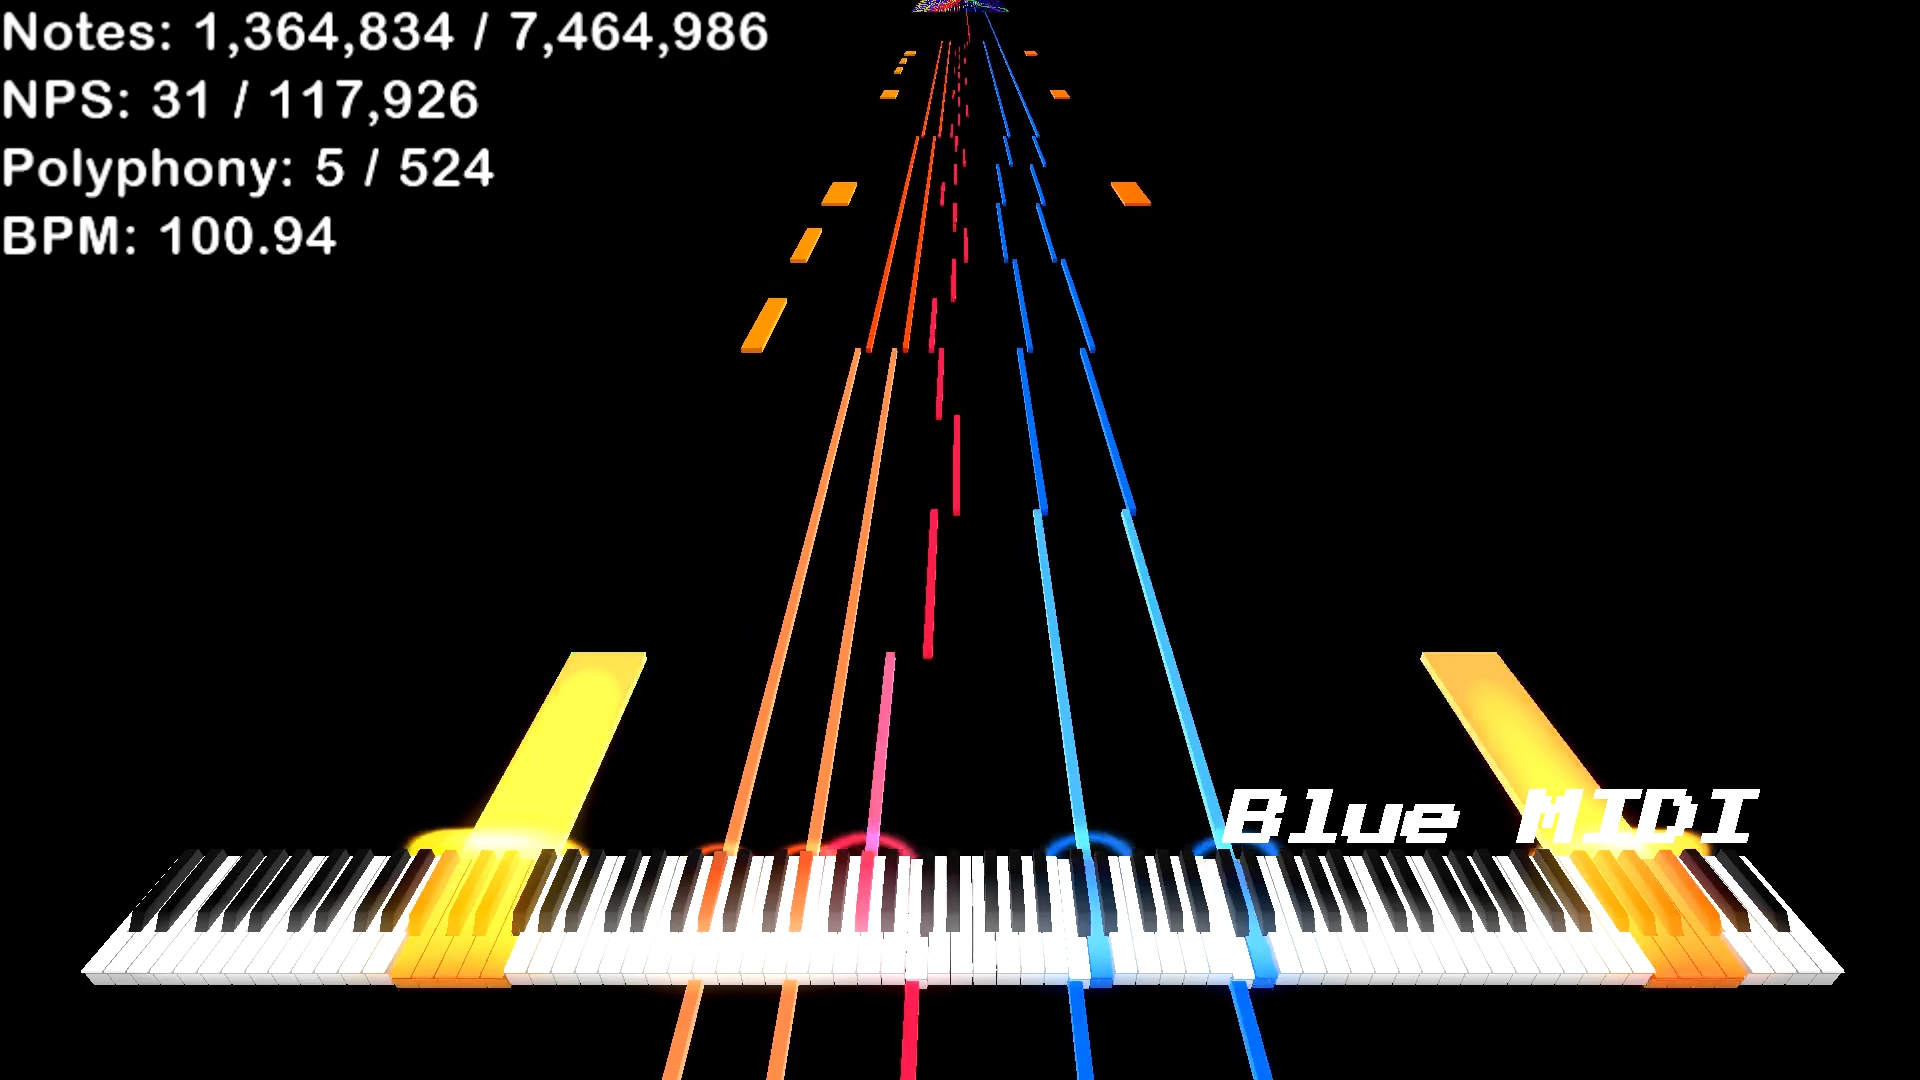 Notes: 1,364,834 / 7,464,986
NPS: 31 / 117,926
Polyphony: 5 / 524
BPM: 100.94
Blue MIDI